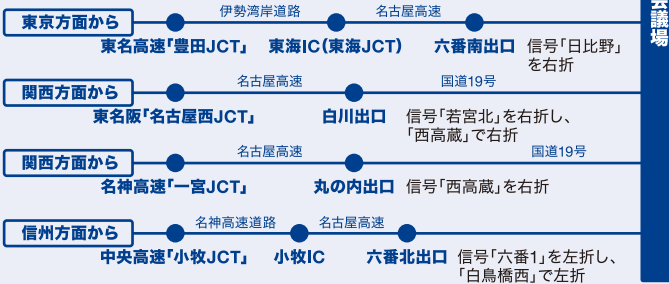 伊勢湾岸道路 名古屋高速
東京方面から
東名高速「豊田JCT」 東海IC(東海JCT) 六番南出口 信号「日比野」
を右折
名古屋高速 国道19号
関西方面から
東名阪「名古屋西JCT」 白川出口 信号「若宮北」を右折し、
「西高蔵」で右折
名古屋高速 国道19号
関西方面から
名神高速「一宮JCT」 丸の内出口 信号「西高蔵」を右折
名神高速道路 名古屋高速
信州方面から
中央高速「小牧JCT」 小牧IC 六番北出口 信号「六番1」を左折し、
「白鳥橋西」で左折
会議場